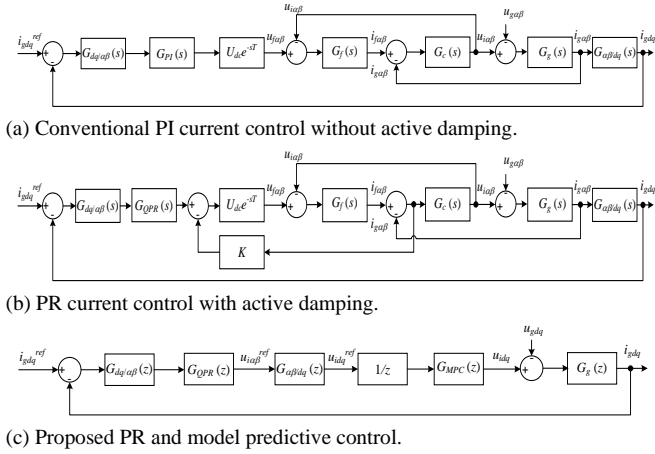 u_iαβ u_gαβ
i_gdq^ref G_dq/αβ(s) G_PI(s) U_dc e^-sT u_fαβ G_f(s) i_fαβ G_c(s) u_iαβ G_g(s) i_gαβ G_αβ/dq(s) i_gdq
- - + - + i_gαβ - +
(a) Conventional PI current control without active damping.
u_iαβ u_gαβ
i_gdq^ref G_dq/αβ(s) G_QPR(s) + U_dc e^-sT u_fαβ G_f(s) i_fαβ G_c(s) u_iαβ G_g(s) i_gαβ G_αβ/dq(s) i_gdq
- - - + - + i_gαβ - +
K
(b) PR current control with active damping.
u_gdq
i_gdq^ref G_dq/αβ(z) G_QPR(z) u_iαβ^ref G_αβ/dq(z) u_idq^ref 1/z G_MPC(z) u_idq G_g(z) i_gdq
- + -
(c) Proposed PR and model predictive control.